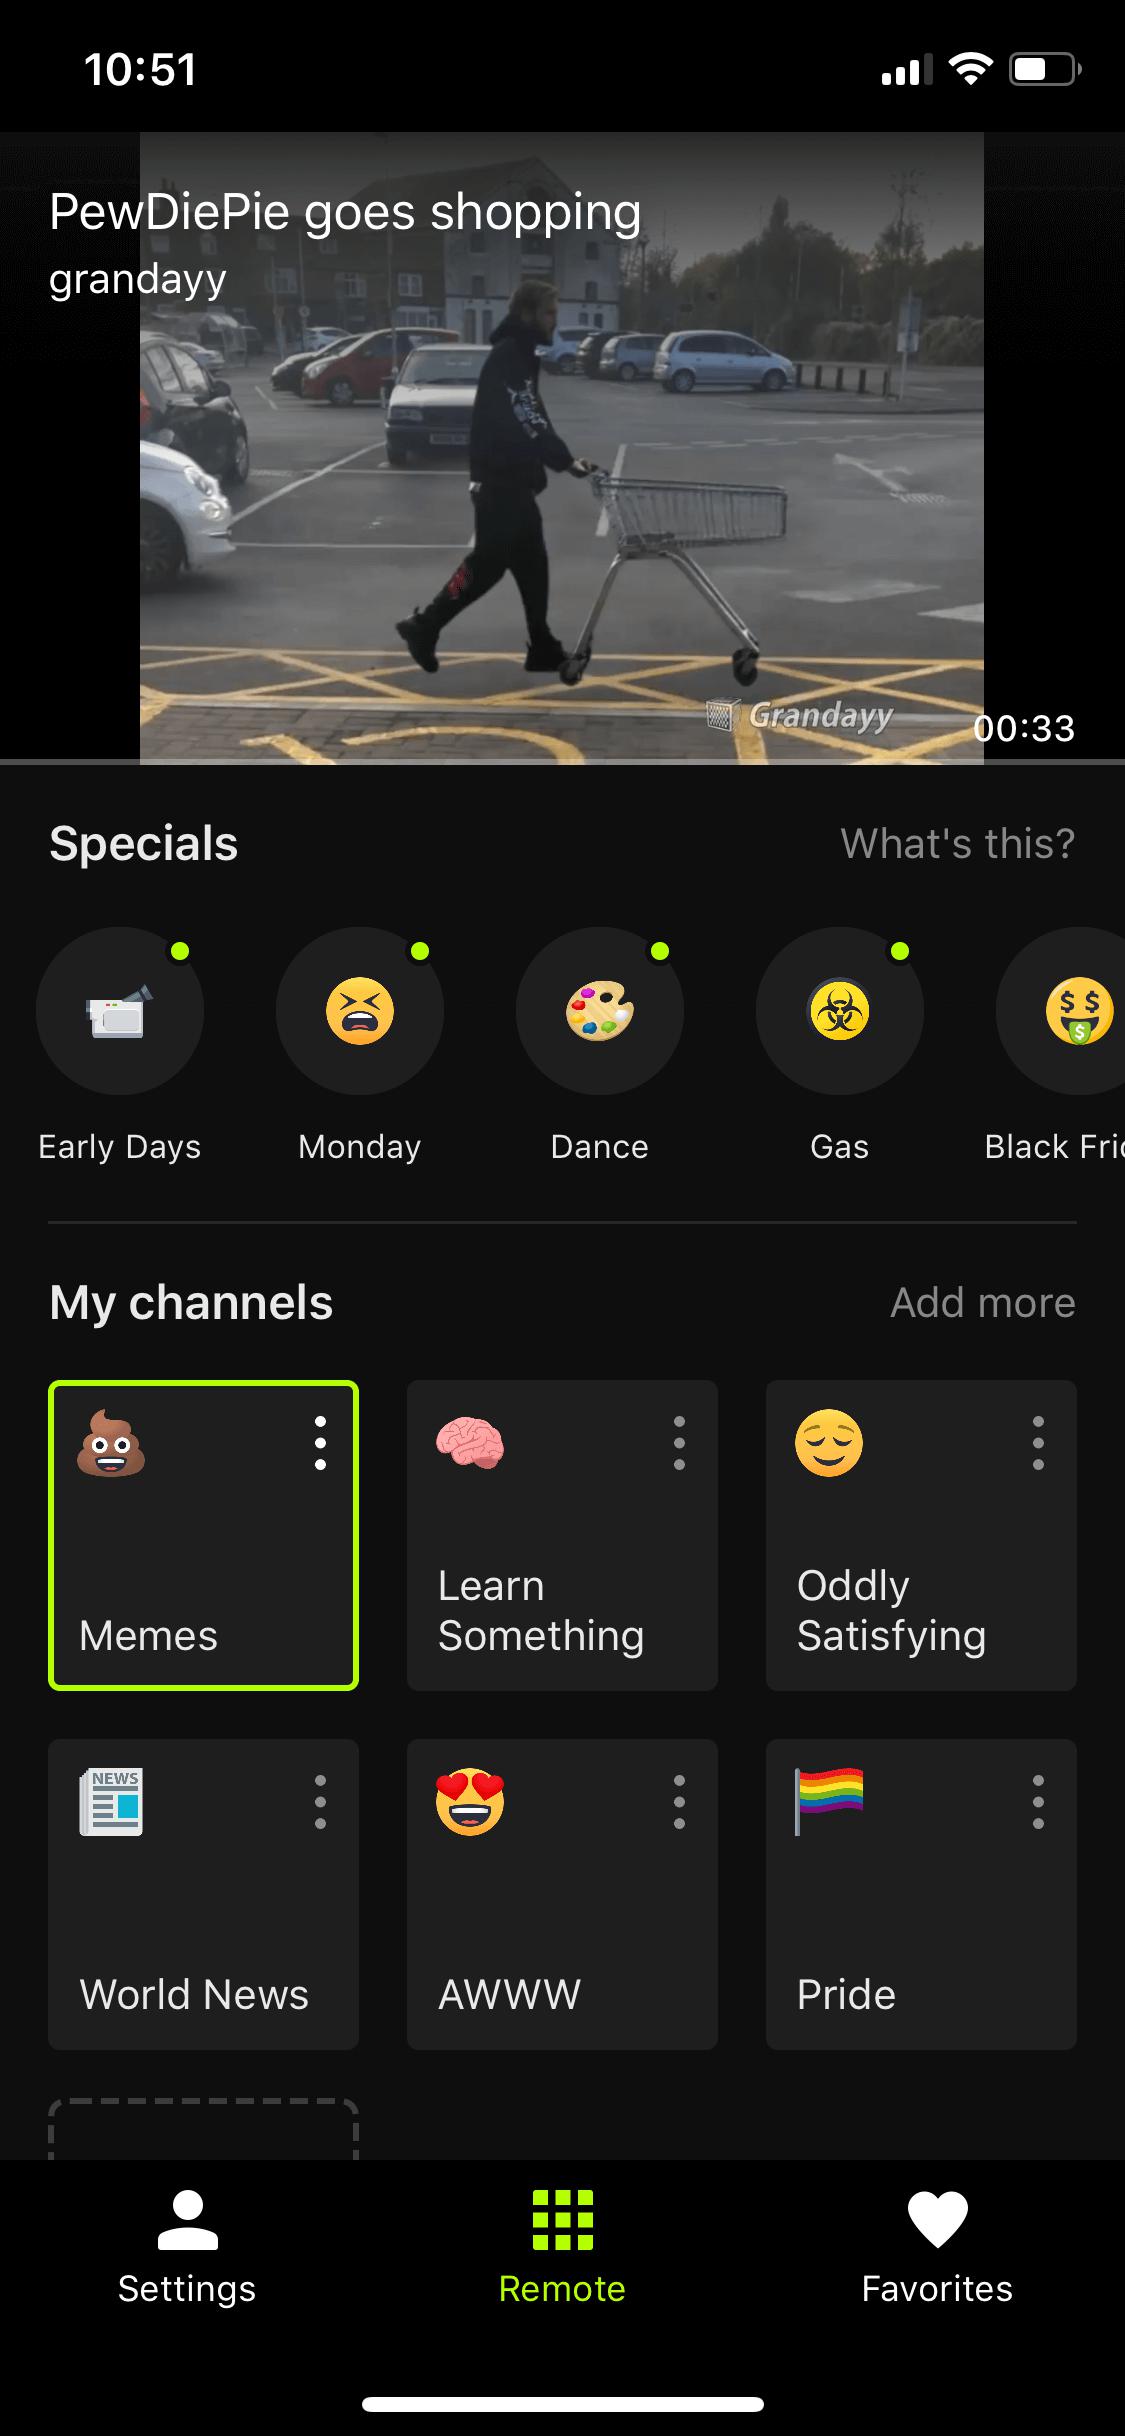 10:51
PewDiePie goes shopping
grandayy
Grandayy
00:33
Specials
What's this?
Early Days
Monday
Dance
Gas
Black Fri
My channels
Add more
Memes
Learn
Something
Oddly
Satisfying
NEWS
World News
AWWW
Pride
Settings
Remote
Favorites